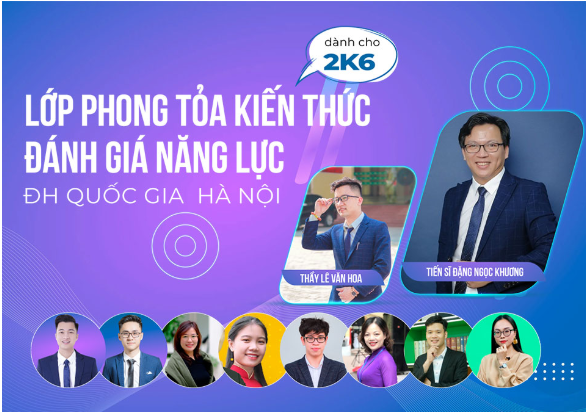 dành cho
2K6
LỚP PHONG TỎA KIẾN THỨC
ĐÁNH GIÁ NĂNG LỰC
ĐH QUỐC GIA HÀ NỘI
THẦY LÊ VĂN HOA
TIẾN SĨ ĐẶNG NGỌC KHƯƠNG